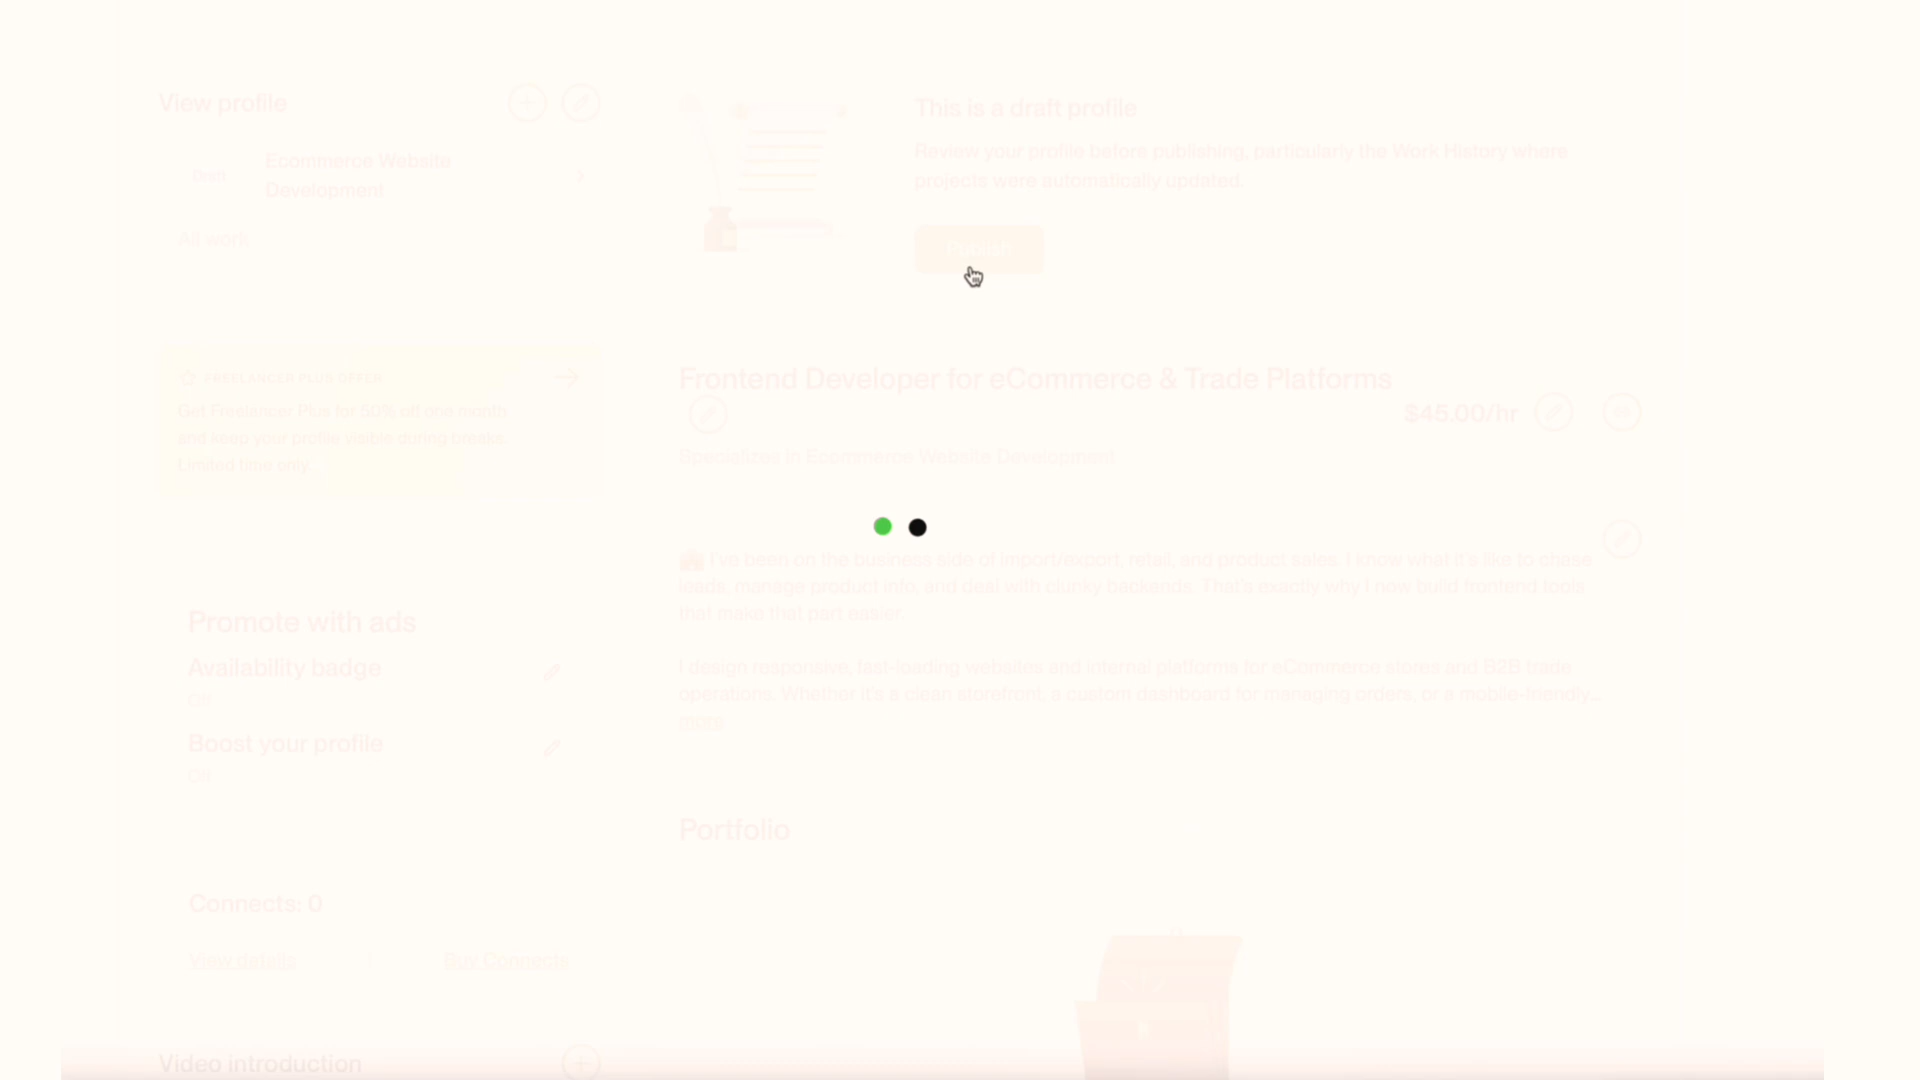 View profile
Draft
Ecommerce Website
Development
All work
This is a draft profile
Review your profile before publishing, particularly the Work History where
projects were automatically updated.
Publish
FREELANCER PLUS OFFER
Get Freelancer Plus for 50% off one month
and keep your profile visible during breaks.
Limited time only.
Frontend Developer for eCommerce & Trade Platforms
$45.00/hr
Specializes in Ecommerce Website Development
I've been on the business side of import/export, retail, and product sales. I know what it's like to chase
leads, manage product info, and deal with clunky backends. That's exactly why I now build frontend tools
that make that part easier.
I design responsive, fast-loading websites and internal platforms for eCommerce stores and B2B trade
operations. Whether it's a clean storefront, a custom dashboard for managing orders, or a mobile-friendly...
more
Promote with ads
Availability badge
Off
Boost your profile
Off
Portfolio
Connects: 0
View details
Buy Connects
Video introduction